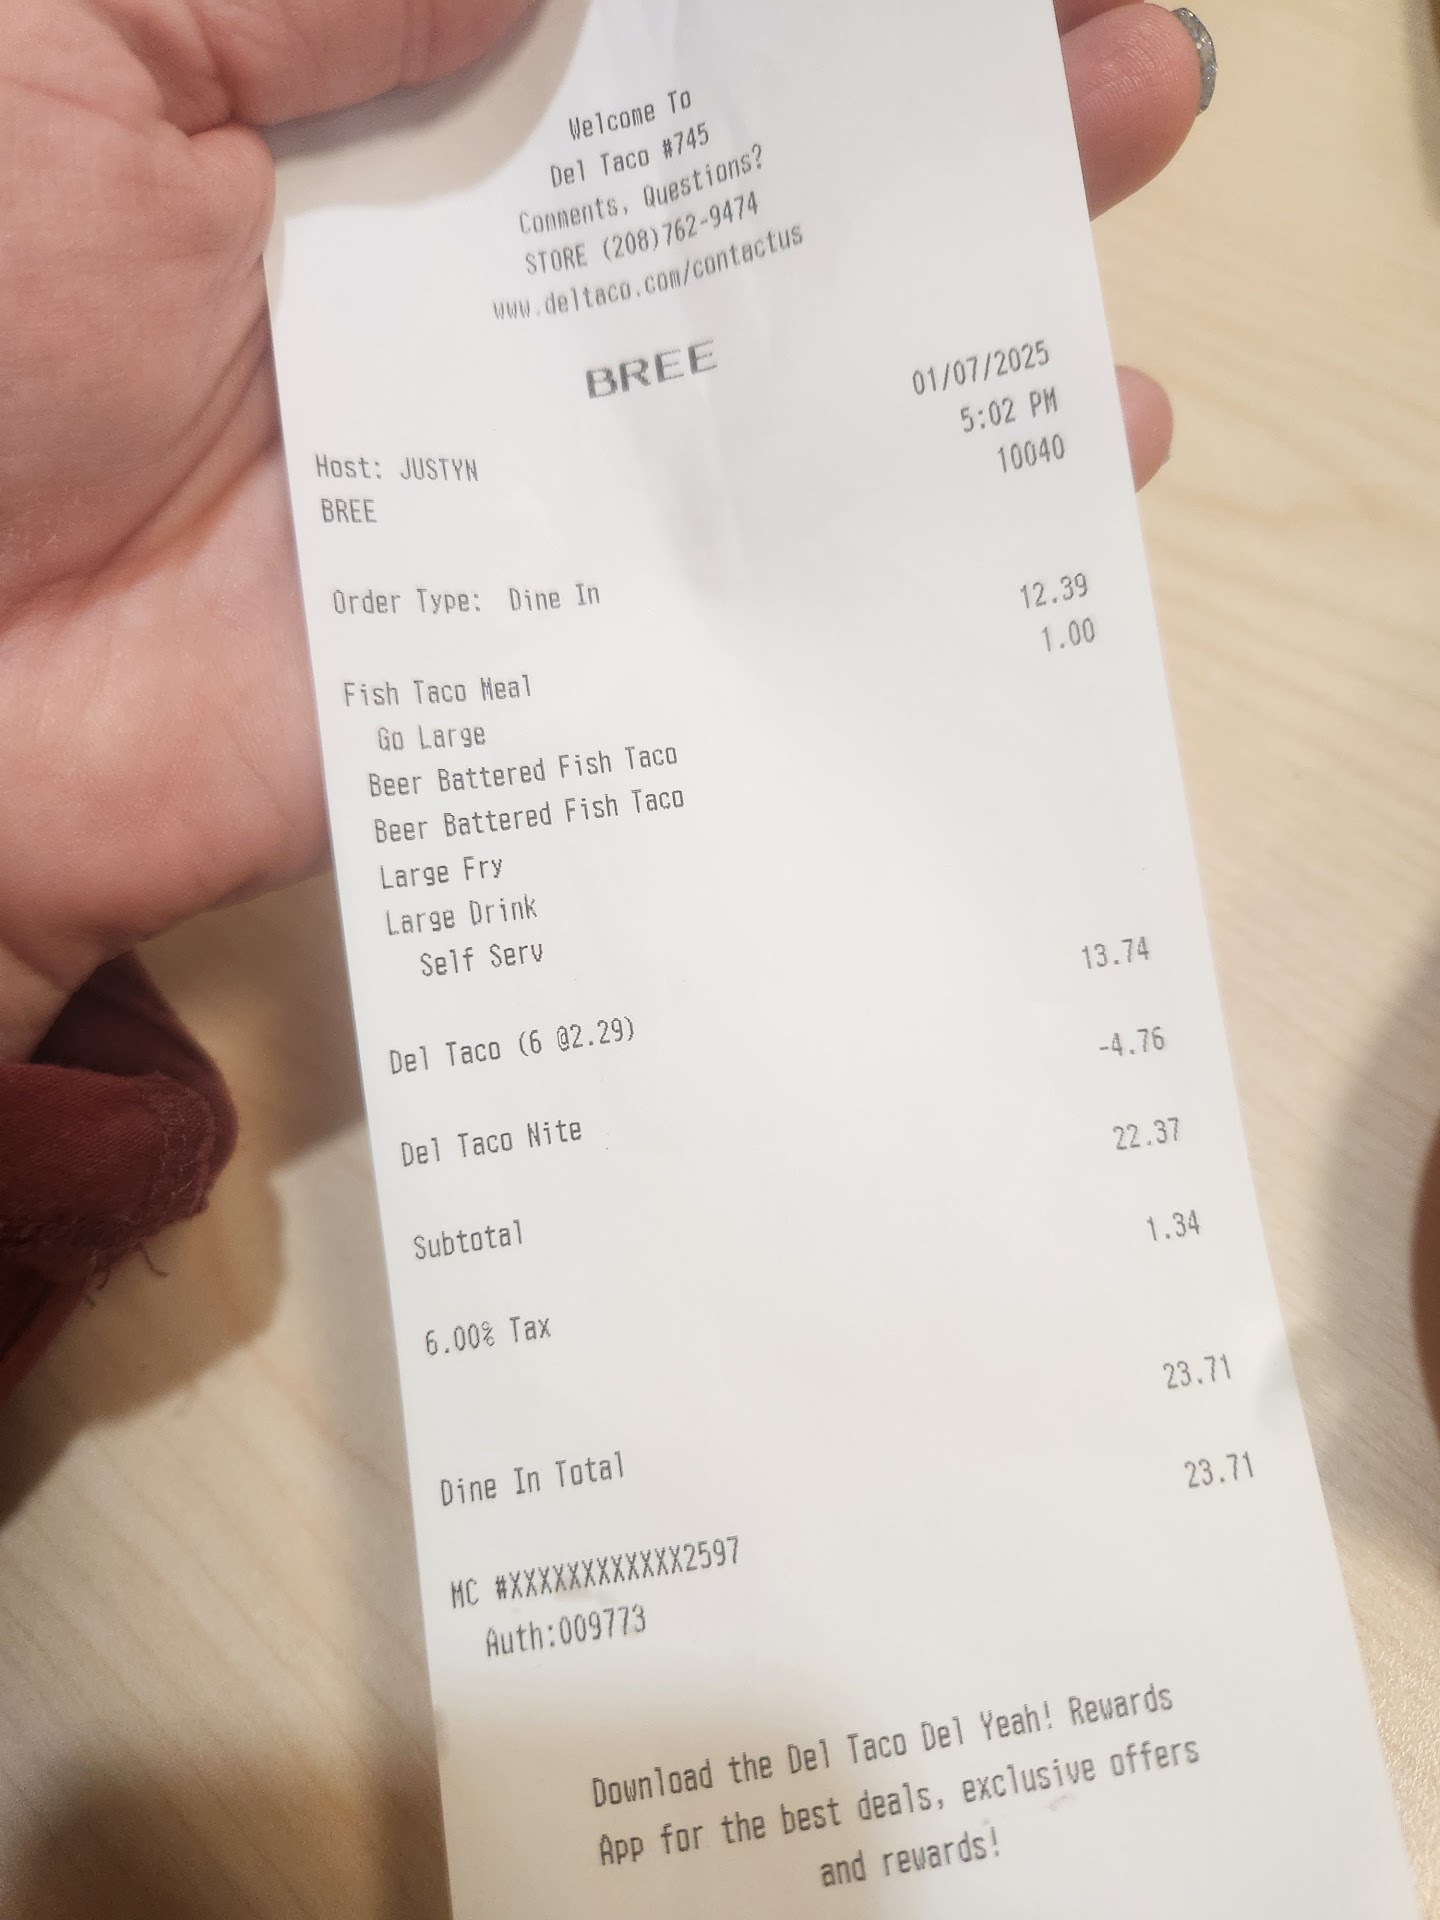 Welcome To
Del Taco #745
Comments, Questions?
STORE (208)762-9474
www.deltaco.com/contactus
BREE
01/07/2025
Host: JUSTYN 5:02 PM
BREE 10040
Order Type: Dine In
Fish Taco Meal 12.39
Go Large 1.00
Beer Battered Fish Taco
Beer Battered Fish Taco
Large Fry
Large Drink
Self Serv
Del Taco (6 @2.29) 13.74
Del Taco Nite -4.76
Subtotal 22.37
6.00% Tax 1.34
Dine In Total 23.71
MC #XXXXXXXXXXXX2597 23.71
Auth:009773
Download the Del Taco Del Yeah! Rewards
App for the best deals, exclusive offers
and rewards!